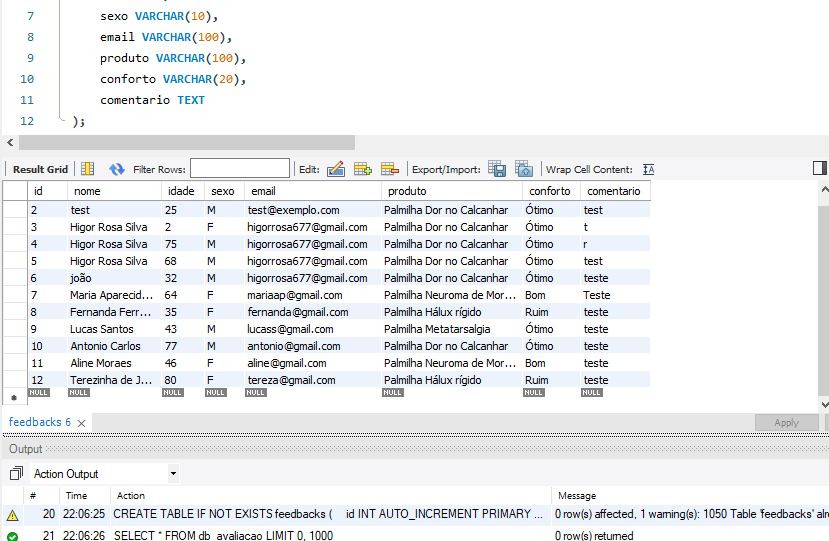 7 sexo VARCHAR(10),
8 email VARCHAR(100),
9 produto VARCHAR(100),
10 conforto VARCHAR(20),
11 comentario TEXT
12 );
Result Grid Filter Rows: Edit: Export/Import: Wrap Cell Content:
id nome idade sexo email produto conforto comentario
2 test 25 M test@exemplo.com Palmilha Dor no Calcanhar Ótimo test
3 Higor Rosa Silva 2 F higorrosa677@gmail.com Palmilha Dor no Calcanhar Ótimo t
4 Higor Rosa Silva 75 M higorrosa677@gmail.com Palmilha Dor no Calcanhar Ótimo r
5 Higor Rosa Silva 68 M higorrosa677@gmail.com Palmilha Dor no Calcanhar Ótimo test
6 joão 32 M higorrosa677@gmail.com Palmilha Dor no Calcanhar Ótimo teste
7 Maria Aparecid... 64 F mariaap@gmail.com Palmilha Neuroma de Mor... Bom Teste
8 Fernanda Ferr... 35 F fernanda@gmail.com Palmilha Hálux rígido Ruim teste
9 Lucas Santos 43 M lucass@gmail.com Palmilha Metatarsalgia Ótimo teste
10 Antonio Carlos 77 M antonio@gmail.com Palmilha Dor no Calcanhar Ótimo teste
11 Aline Moraes 46 F aline@gmail.com Palmilha Neuroma de Mor... Bom teste
12 Terezinha de J... 80 F tereza@gmail.com Palmilha Hálux rígido Ruim teste
NULL NULL NULL NULL NULL NULL NULL NULL
feedbacks 6 Apply
Output
Action Output
# Time Action Message
20 22:06:25 CREATE TABLE IF NOT EXISTS feedbacks ( id INT AUTO_INCREMENT PRIMARY ... 0 row(s) affected, 1 warning(s): 1050 Table 'feedbacks' alr
21 22:06:26 SELECT * FROM db_avaliacao LIMIT 0, 1000 0 row(s) returned